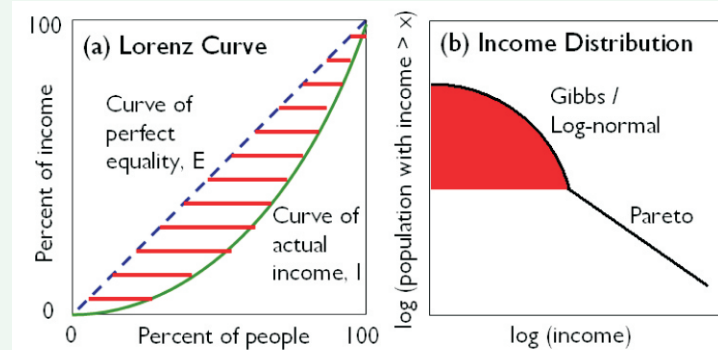 (a) Lorenz Curve
100
Percent of income
Curve of
perfect
equality, E
Curve of
actual
income, I
0
0
100
Percent of people
(b) Income Distribution
log (population with income > x)
Gibbs /
Log-normal
Pareto
log (income)